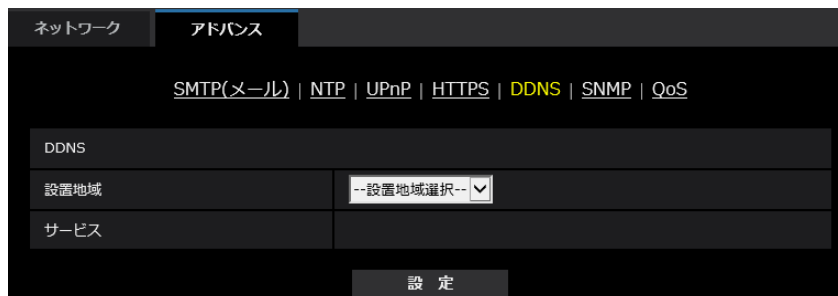 ネットワーク アドバンス
SMTP(メール) | NTP | UPnP | HTTPS | DDNS | SNMP | QoS
DDNS
設置地域 --設置地域選択--
サービス
設 定